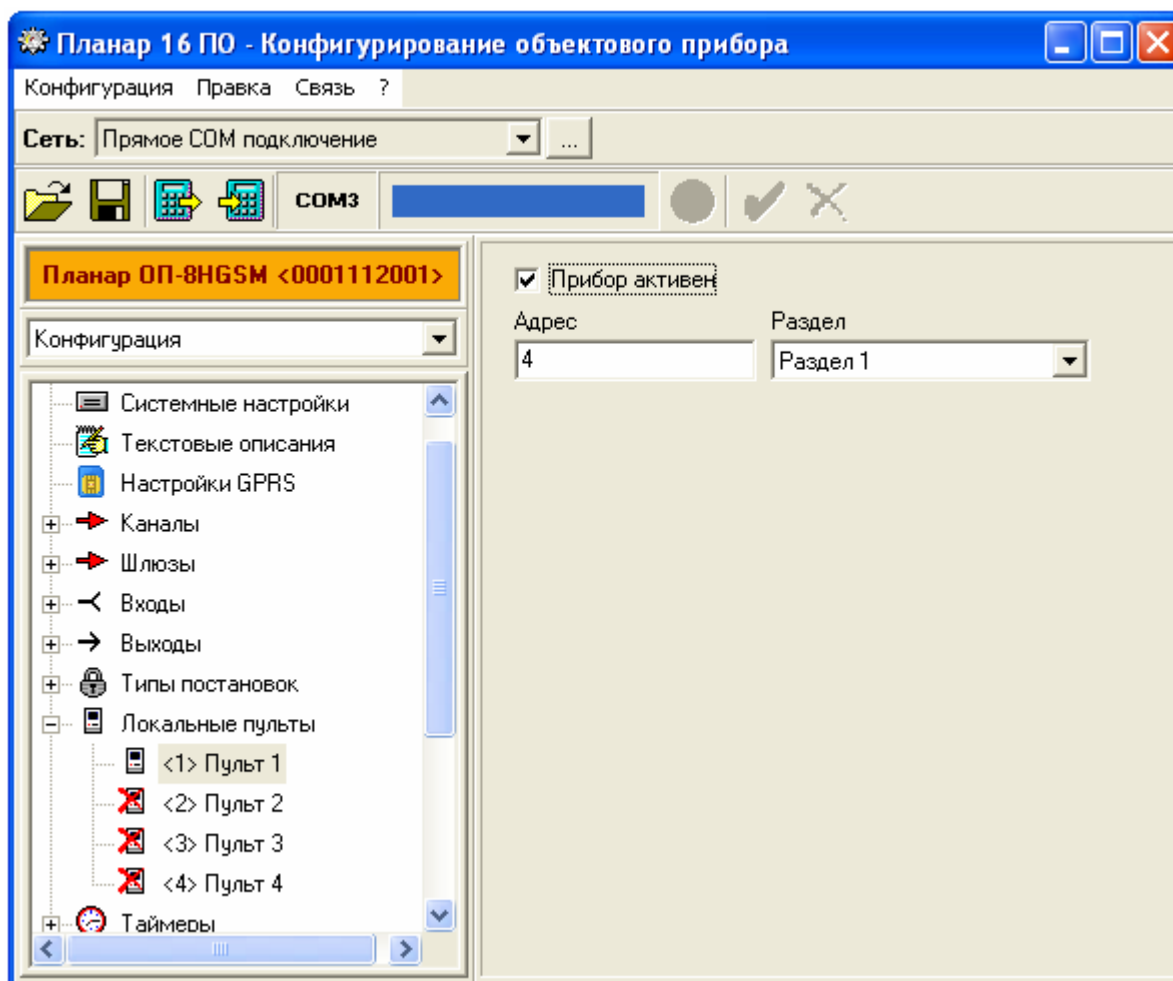 Планар 16 ПО - Конфигурирование объектового прибора
Конфигурация Правка Связь ?
Сеть: Прямое COM подключение ...
COM3
Планар ОП-8HGSM <0001112001>
Конфигурация
Системные настройки
Текстовые описания
Настройки GPRS
Каналы
Шлюзы
Входы
Выходы
Типы постановок
Локальные пульты
<1> Пульт 1
<2> Пульт 2
<3> Пульт 3
<4> Пульт 4
Таймеры
Прибор активен
Адрес Раздел
4 Раздел 1